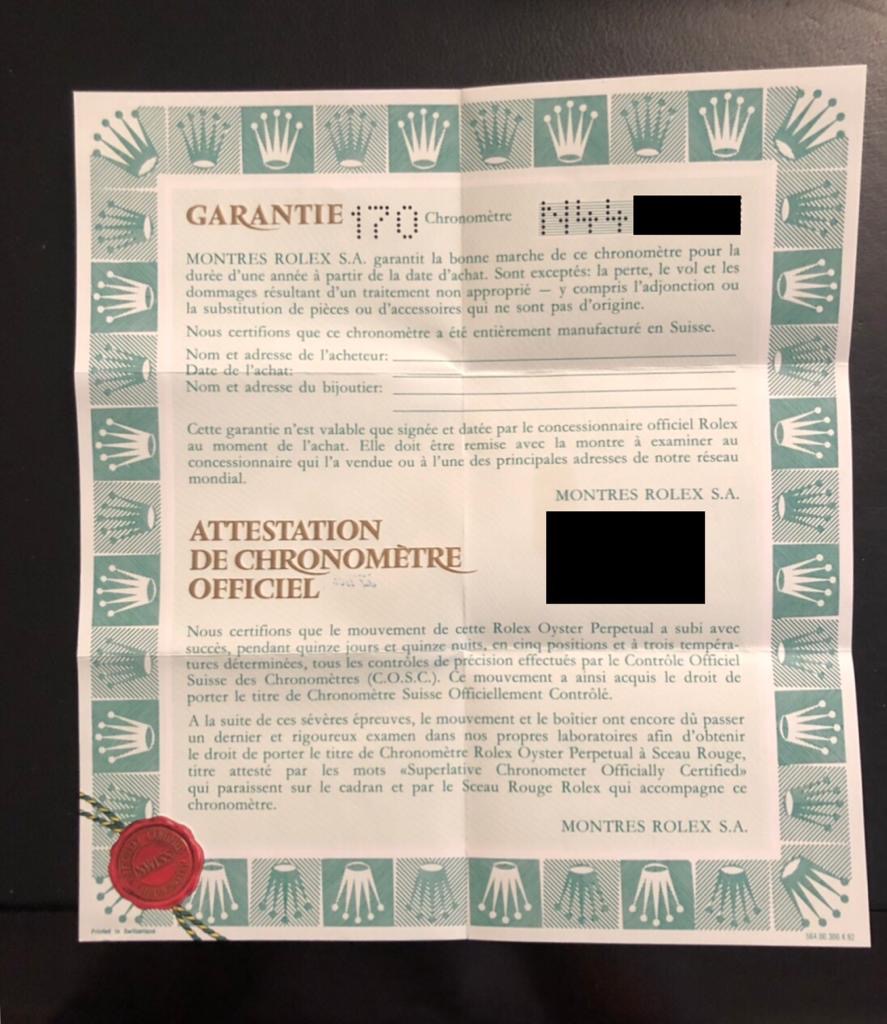 GARANTIE 170 Chronomètre N44
MONTRES ROLEX S.A. garantit la bonne marche de ce chronomètre pour la
durée d'une année à partir de la date d'achat. Sont exceptés: la perte, le vol et les
dommages résultant d'un traitement non approprié — y compris l'adjonction ou
la substitution de pièces ou d'accessoires qui ne sont pas d'origine.
Nous certifions que ce chronomètre a été entièrement manufacturé en Suisse.
Nom et adresse de l'acheteur:
Date de l'achat:
Nom et adresse du bijoutier:
Cette garantie n'est valable que signée et datée par le concessionnaire officiel Rolex
au moment de l'achat. Elle doit être remise avec la montre à examiner au
concessionnaire qui l'a vendue ou à l'une des principales adresses de notre réseau
mondial.
MONTRES ROLEX S.A.
ATTESTATION
DE CHRONOMÈTRE
OFFICIEL
Nous certifions que le mouvement de cette Rolex Oyster Perpetual a subi avec
succès, pendant quinze jours et quinze nuits, en cinq positions et à trois tempéra-
tures déterminées, tous les contrôles de précision effectués par le Contrôle Officiel
Suisse des Chronomètres (C.O.S.C.). Ce mouvement a ainsi acquis le droit de
porter le titre de Chronomètre Suisse Officiellement Contrôlé.
A la suite de ces sévères épreuves, le mouvement et le boîtier ont encore dû passer
un dernier et rigoureux examen dans nos propres laboratoires afin d'obtenir
le droit de porter le titre de Chronomètre Rolex Oyster Perpetual à Sceau Rouge,
titre attesté par les mots «Superlative Chronometer Officially Certified»
qui paraissent sur le cadran et par le Sceau Rouge Rolex qui accompagne ce
chronomètre.
MONTRES ROLEX S.A.
SWISS
Printed in Switzerland
564.00.300.4.92